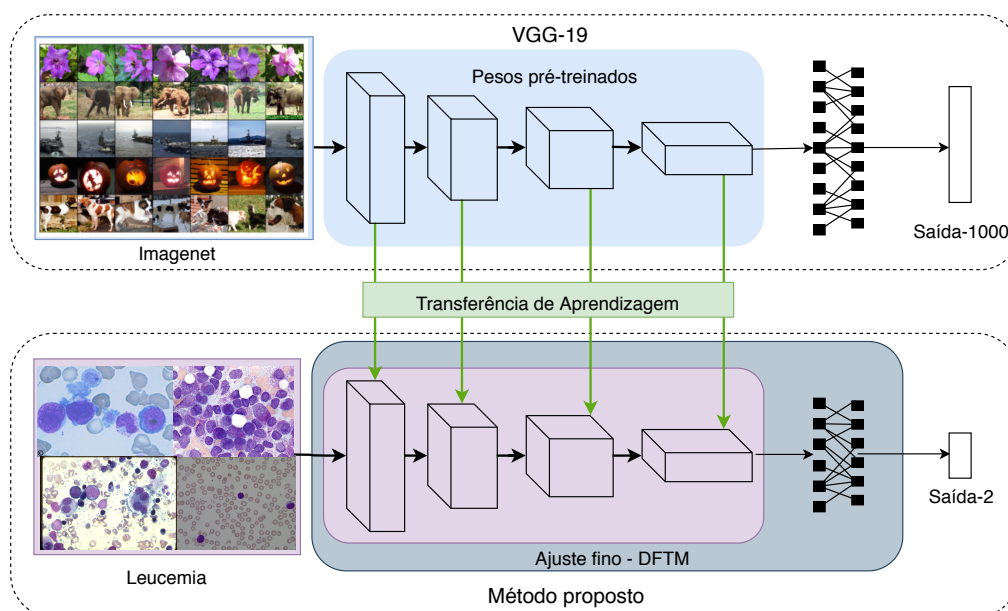 VGG-19
Pesos pré-treinados
Imagenet
Saída-1000
Transferência de Aprendizagem
Saída-2
Ajuste fino - DFTM
Leucemia
Método proposto